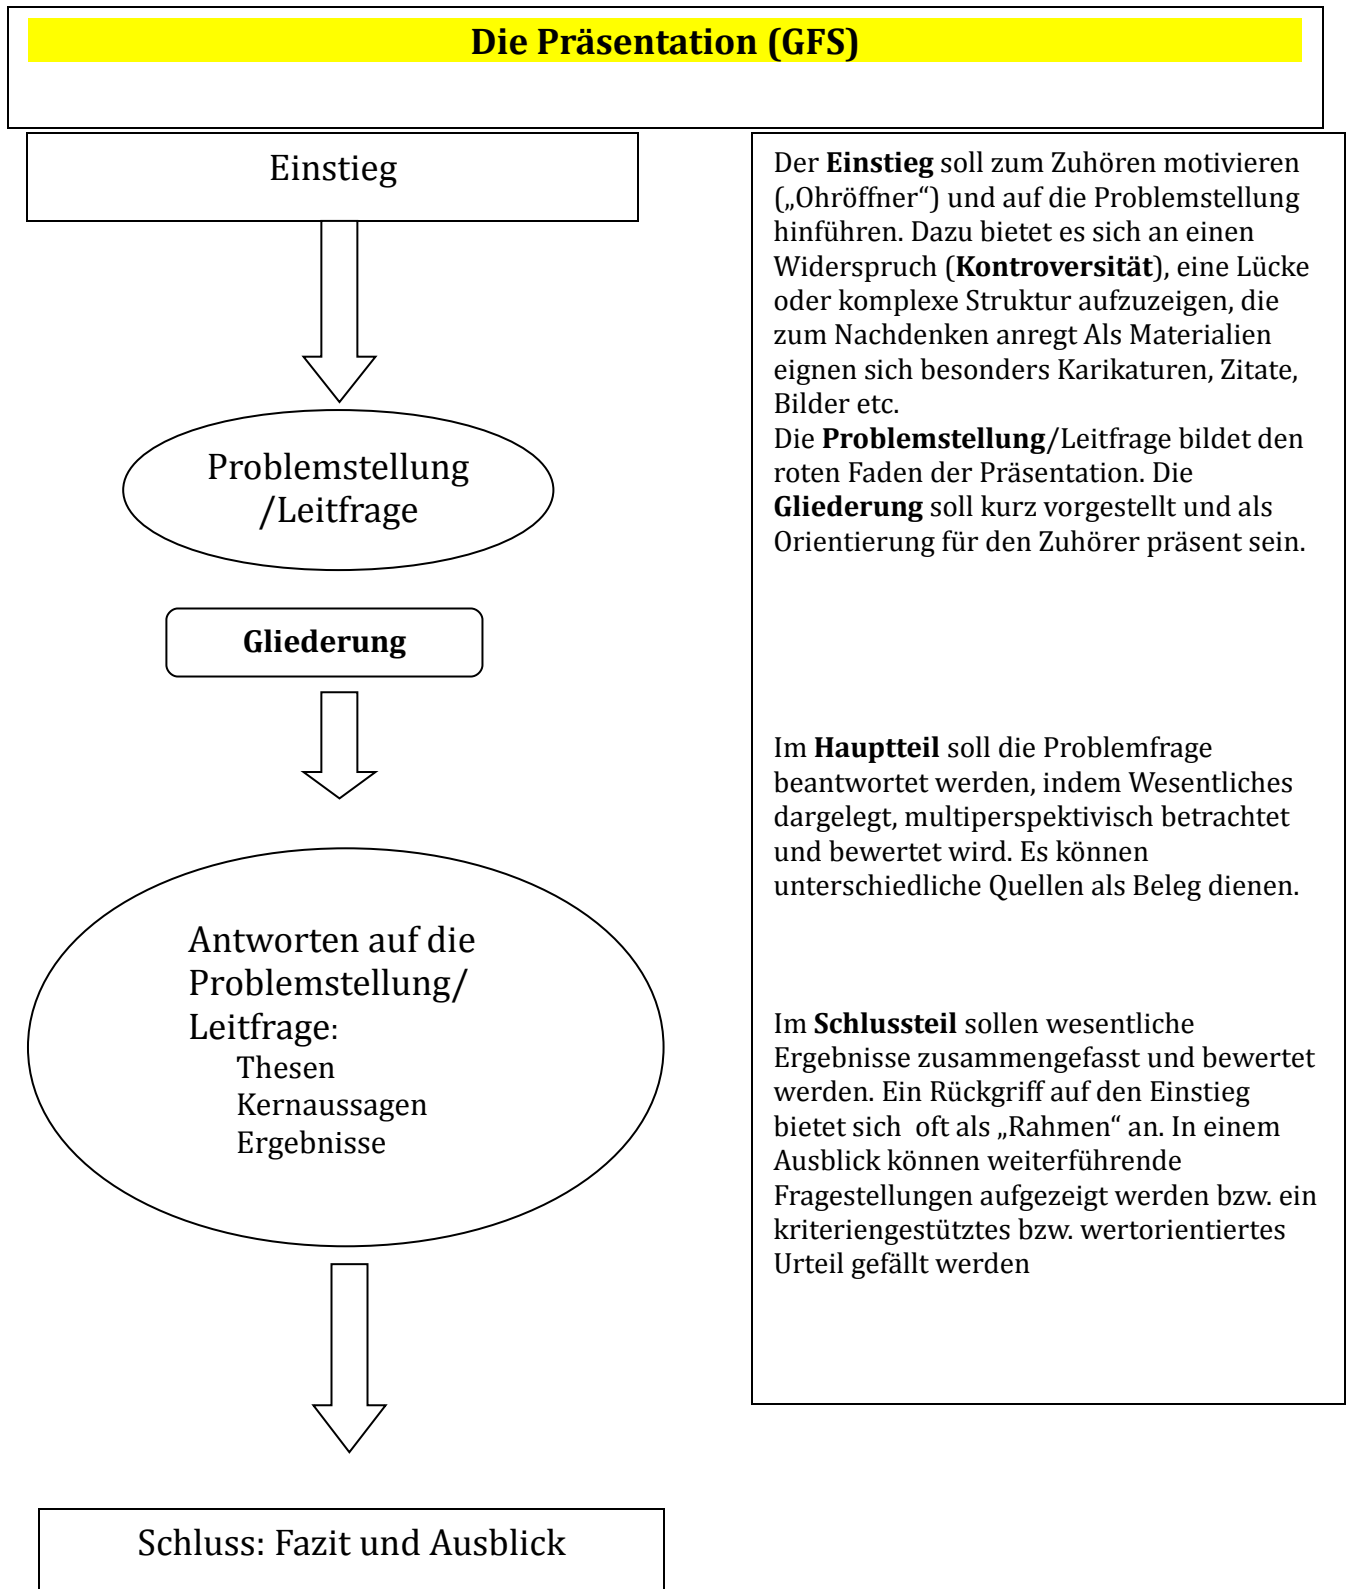 Die Präsentation (GFS)
Einstieg
Problemstellung
/Leitfrage
Gliederung
Antworten auf die
Problemstellung/
Leitfrage:
Thesen
Kernaussagen
Ergebnisse
Schluss: Fazit und Ausblick
Der Einstieg soll zum Zuhören motivieren
(„Ohröffner“) und auf die Problemstellung
hinführen. Dazu bietet es sich an einen
Widerspruch (Kontroversität), eine Lücke
oder komplexe Struktur aufzuzeigen, die
zum Nachdenken anregt Als Materialien
eignen sich besonders Karikaturen, Zitate,
Bilder etc.
Die Problemstellung/Leitfrage bildet den
roten Faden der Präsentation. Die
Gliederung soll kurz vorgestellt und als
Orientierung für den Zuhörer präsent sein.
Im Hauptteil soll die Problemfrage
beantwortet werden, indem Wesentliches
dargelegt, multiperspektivisch betrachtet
und bewertet wird. Es können
unterschiedliche Quellen als Beleg dienen.
Im Schlussteil sollen wesentliche
Ergebnisse zusammengefasst und bewertet
werden. Ein Rückgriff auf den Einstieg
bietet sich  oft als „Rahmen“ an. In einem
Ausblick können weiterführende
Fragestellungen aufgezeigt werden bzw. ein
kriteriengestütztes bzw. wertorientiertes
Urteil gefällt werden